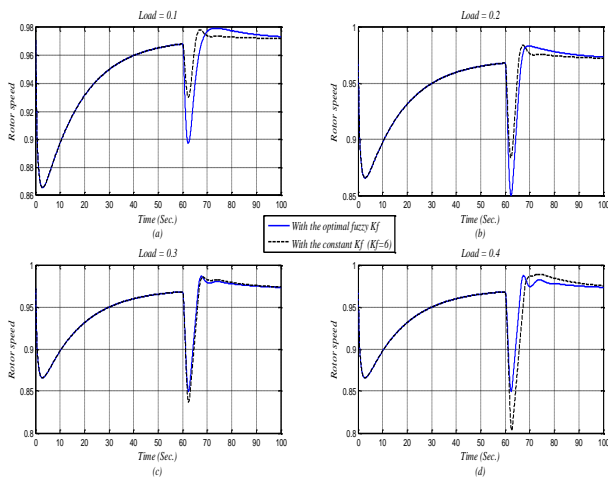 Load = 0.1
0.98
0.96
0.94
0.92
0.9
0.88
0.86
Rotor speed
0 10 20 30 40 50 60 70 80 90 100
Time (Sec.)
(a)
Load = 0.2
1
0.95
0.9
0.85
Rotor speed
0 10 20 30 40 50 60 70 80 90 100
Time (Sec.)
(b)
With the optimal fuzzy Kf
With the constant Kf (Kf=6)
Load = 0.3
1
0.95
0.9
0.85
0.8
Rotor speed
0 10 20 30 40 50 60 70 80 90 100
Time (Sec.)
(c)
Load = 0.4
1
0.95
0.9
0.85
0.8
Rotor speed
0 10 20 30 40 50 60 70 80 90 100
Time (Sec.)
(d)